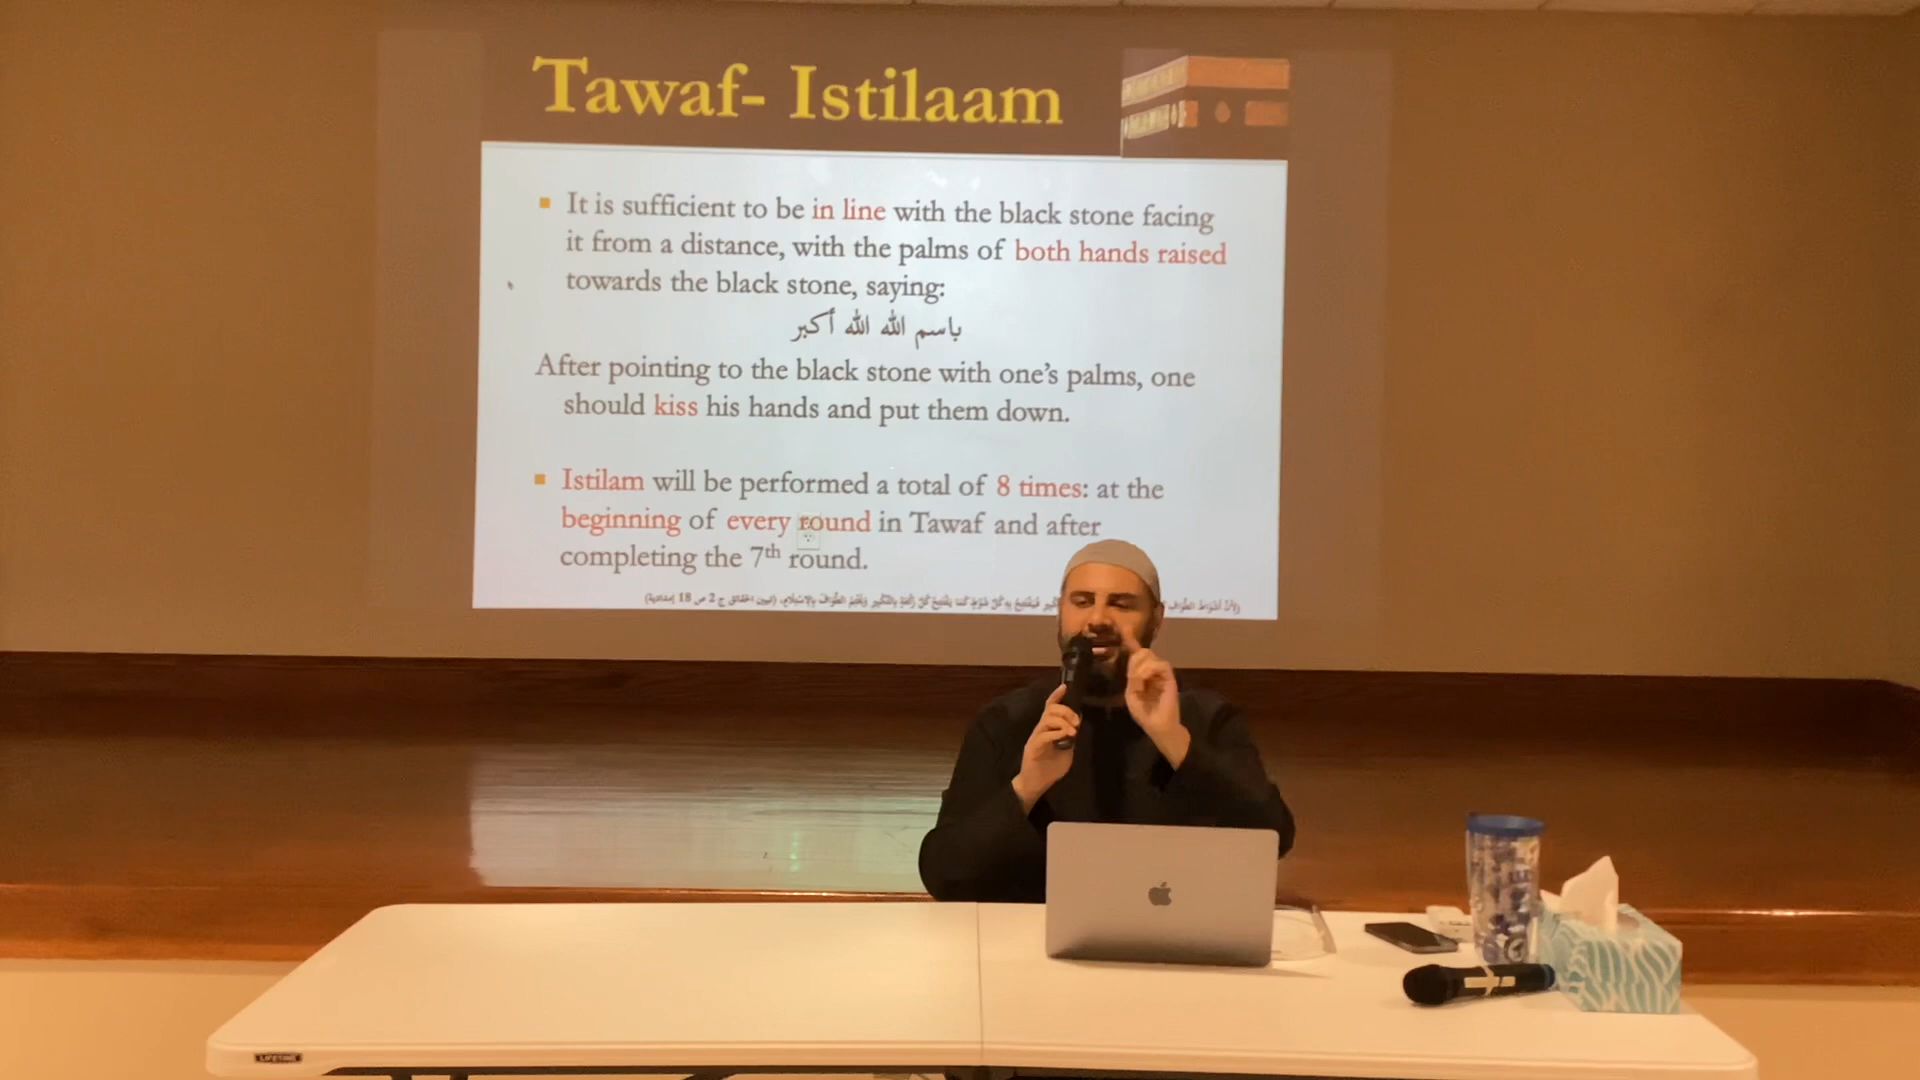 Tawaf- Istilaam
▪ It is sufficient to be in line with the black stone facing
it from a distance, with the palms of both hands raised
towards the black stone, saying:
باسم الله الله أكبر
After pointing to the black stone with one's palms, one
should kiss his hands and put them down.
▪ Istilam will be performed a total of 8 times: at the
beginning of every round in Tawaf and after
completing the 7th round.
LIFETIME